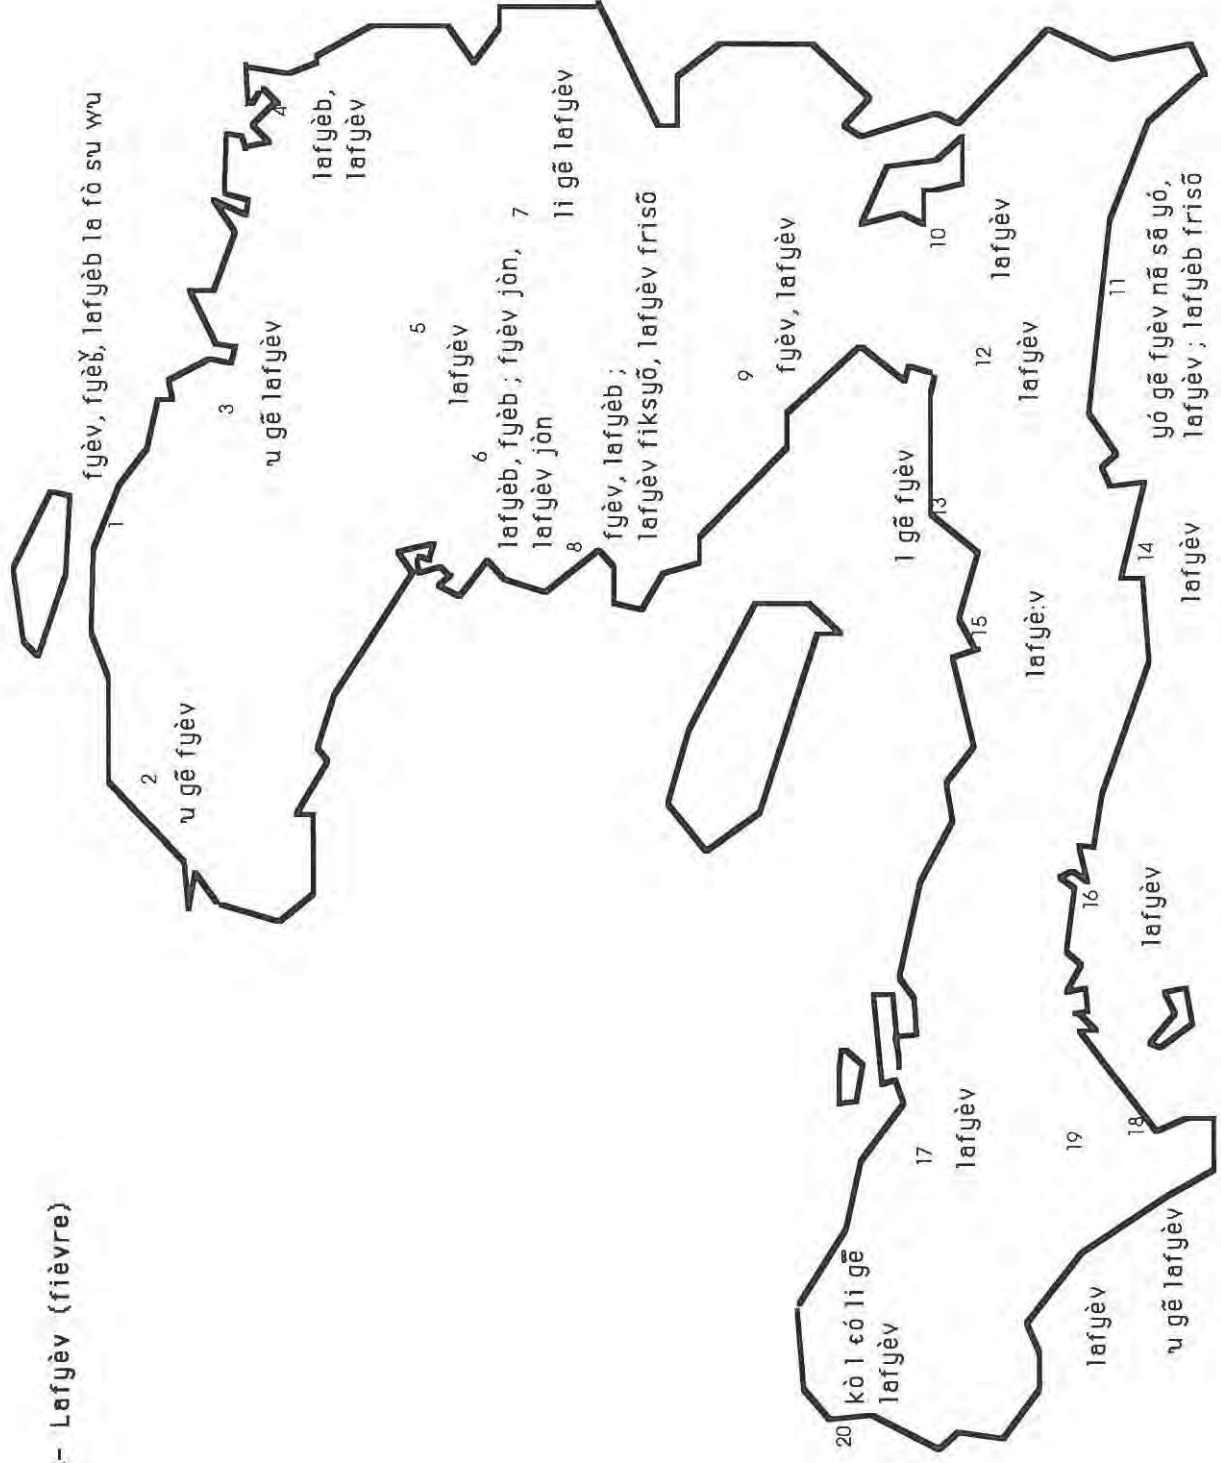 – Lafyèv (fièvre)
1
fyèv, fyèb, lafyèb la fò su wu
2
u gẽ fyèv
3
u gẽ lafyèv
4
lafyèb,
lafyèv
5
lafyèv
6
lafyèb, fyèb ; fyèv jòn,
lafyèv jòn
7
li gẽ lafyèv
8
fyèv, lafyèb ;
lafyèv fiksyõ, lafyèv frisõ
9
fyèv, lafyèv
10
lafyèv
11
yó gẽ fyèv nã sã yó,
lafyèv ; lafyèb frisõ
12
lafyèv
13
l gẽ fyèv
14
lafyèv
15
lafyè:v
16
lafyèv
17
lafyèv
18
u gẽ lafyèv
19
lafyèv
20
kò l ɛó li gẽ
lafyèv